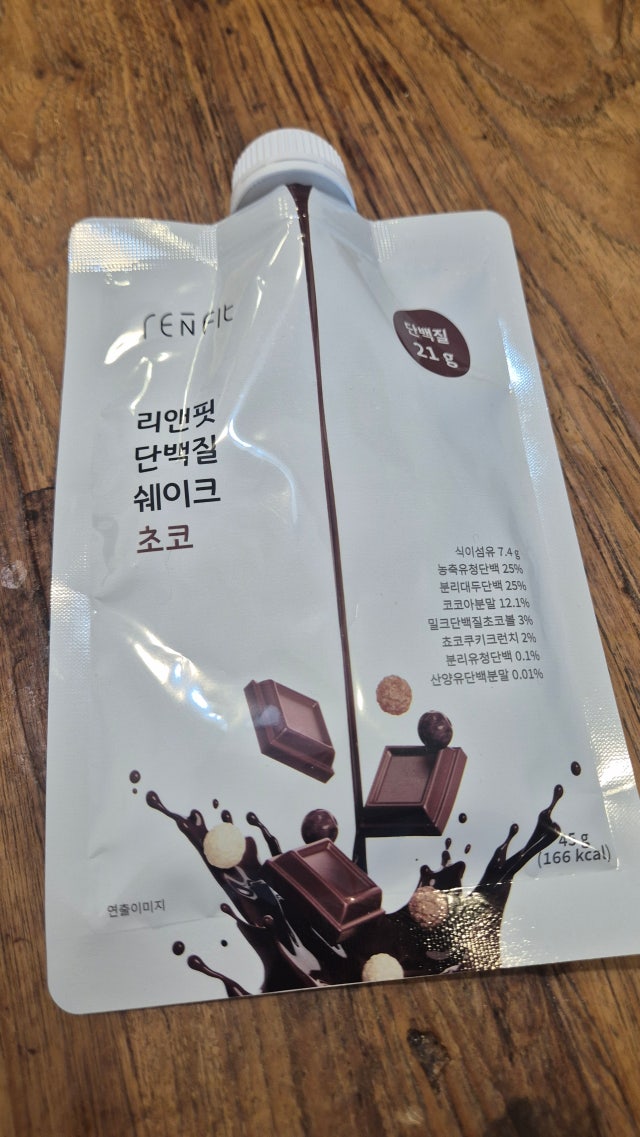 rEN FIt
단백질
21 g
리앤핏
단백질
쉐이크
초코
식이섬유 7.4 g
농축유청단백 25%
분리대두단백 25%
코코아분말 12.1%
밀크단백질초코볼 3%
쵸코쿠키크런치 2%
분리유청단백 0.1%
산양유단백분말 0.01%
45 g
(166 kcal)
연출이미지